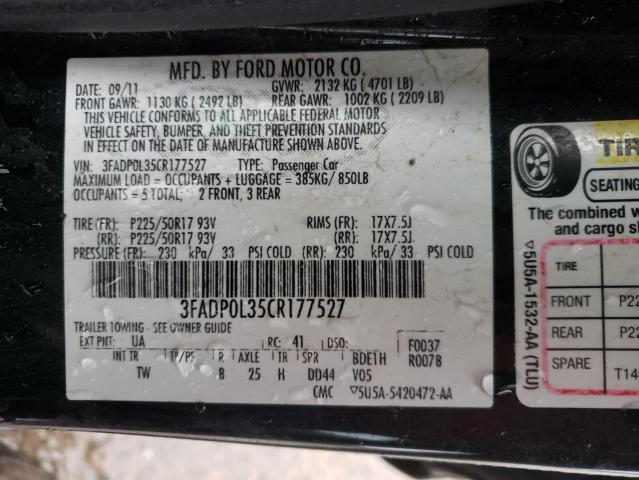 MFD. BY FORD MOTOR CO.
DATE: 09/11 GVWR: 2132 KG ( 4701 LB)
FRONT GAWR: 1130 KG ( 2492 LB) REAR GAWR: 1002 KG ( 2209 LB)
THIS VEHICLE CONFORMS TO ALL APPLICABLE FEDERAL MOTOR
VEHICLE SAFETY, BUMPER, AND THEFT PREVENTION STANDARDS
IN EFFECT ON THE DATE OF MANUFACTURE SHOWN ABOVE.
VIN: 3FADP0L35CR177527 TYPE: Passenger Car
MAXIMUM LOAD = OCCUPANTS + LUGGAGE = 385KG/ 850LB
OCCUPANTS = 5 TOTAL; 2 FRONT, 3 REAR
TIRE (FR): P225/50R17 93V RIMS (FR): 17X7.5J
(RR): P225/50R17 93V (RR): 17X7.5J
PRESSURE (FR): 230 kPa/ 33 PSI COLD (RR): 230 kPa/ 33 PSI COLD
3FADP0L35CR177527
TRAILER TOWING - SEE OWNER GUIDE
EXT PNT: UA RC: 41 DSO: F0037
INT TR TP/PS R AXLE TR SPR BDE1H R0078
TW B 25 H DD44 V05
CMC ▽5U5A-5420472-AA
TIR
SEATING
The combined w
and cargo s
TIRE
FRONT P22
REAR P22
SPARE T14
▽5U5A-1532-AA (TLU)